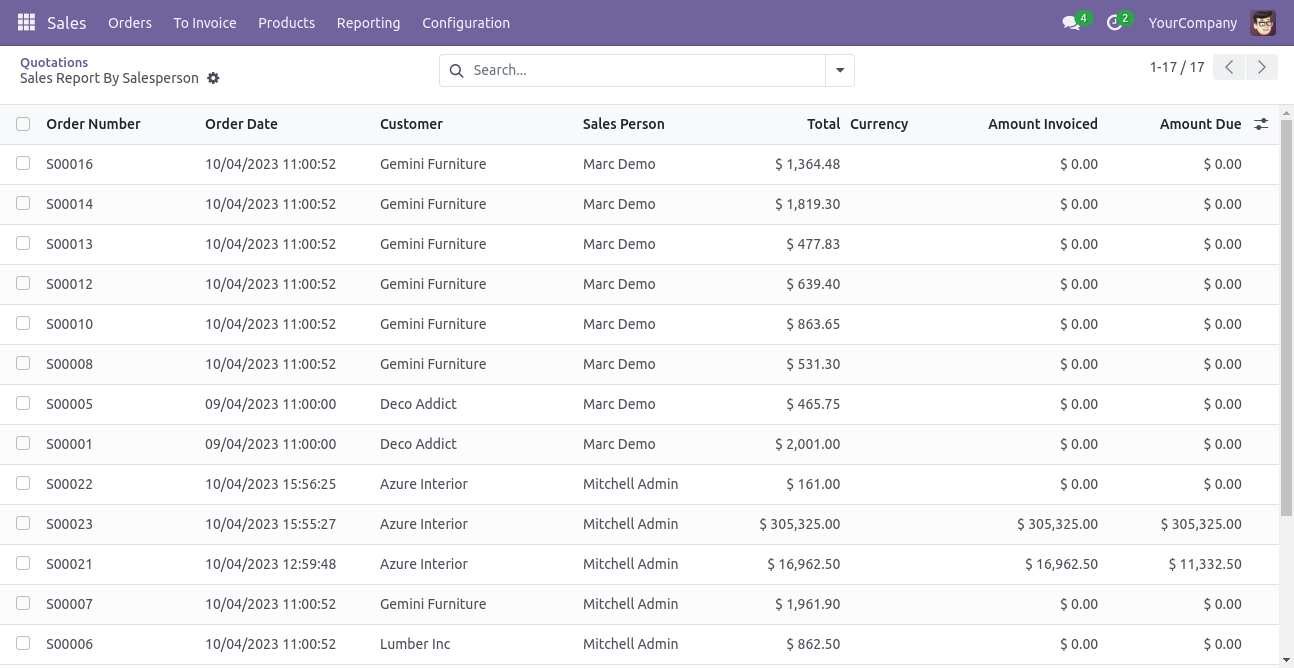 Sales Orders To Invoice Products Reporting Configuration 4 2 YourCompany
Quotations
Sales Report By Salesperson
Search...
1-17 / 17
Order Number Order Date Customer Sales Person Total Currency Amount Invoiced Amount Due
S00016 10/04/2023 11:00:52 Gemini Furniture Marc Demo $ 1,364.48 $ 0.00 $ 0.00
S00014 10/04/2023 11:00:52 Gemini Furniture Marc Demo $ 1,819.30 $ 0.00 $ 0.00
S00013 10/04/2023 11:00:52 Gemini Furniture Marc Demo $ 477.83 $ 0.00 $ 0.00
S00012 10/04/2023 11:00:52 Gemini Furniture Marc Demo $ 639.40 $ 0.00 $ 0.00
S00010 10/04/2023 11:00:52 Gemini Furniture Marc Demo $ 863.65 $ 0.00 $ 0.00
S00008 10/04/2023 11:00:52 Gemini Furniture Marc Demo $ 531.30 $ 0.00 $ 0.00
S00005 09/04/2023 11:00:00 Deco Addict Marc Demo $ 465.75 $ 0.00 $ 0.00
S00001 09/04/2023 11:00:00 Deco Addict Marc Demo $ 2,001.00 $ 0.00 $ 0.00
S00022 10/04/2023 15:56:25 Azure Interior Mitchell Admin $ 161.00 $ 0.00 $ 0.00
S00023 10/04/2023 15:55:27 Azure Interior Mitchell Admin $ 305,325.00 $ 305,325.00 $ 305,325.00
S00021 10/04/2023 12:59:48 Azure Interior Mitchell Admin $ 16,962.50 $ 16,962.50 $ 11,332.50
S00007 10/04/2023 11:00:52 Gemini Furniture Mitchell Admin $ 1,961.90 $ 0.00 $ 0.00
S00006 10/04/2023 11:00:52 Lumber Inc Mitchell Admin $ 862.50 $ 0.00 $ 0.00